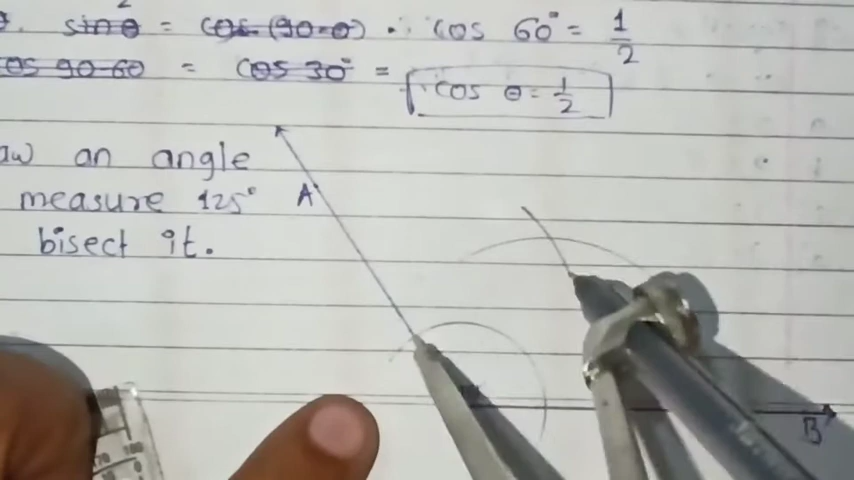 sin θ = cos (90-θ) · cos 60° = 1/2
cos 90-60 = cos 30° = cos θ = 1/2
an angle
measure 125°
bisect it.
A
B